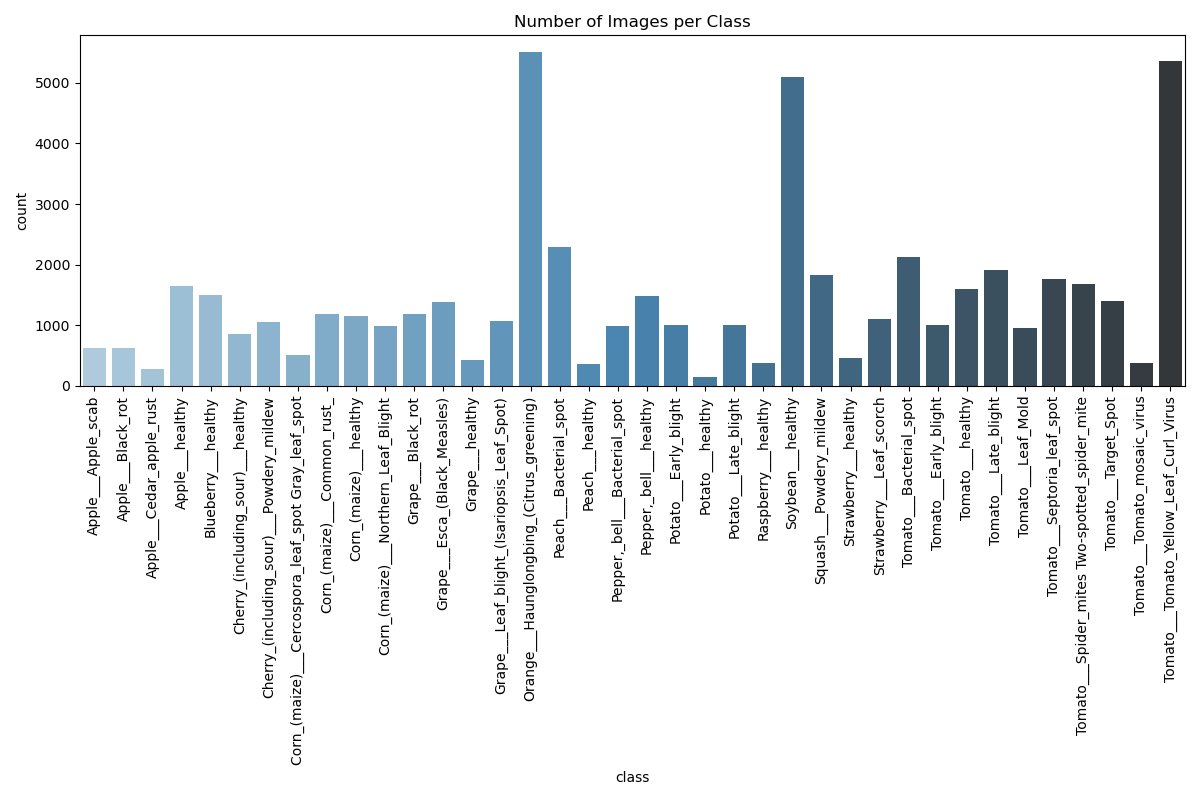 Number of Images per Class
count
5000
4000
3000
2000
1000
0
Apple___Apple_scab
Apple___Black_rot
Apple___Cedar_apple_rust
Apple___healthy
Blueberry___healthy
Cherry_(including_sour)___healthy
Cherry_(including_sour)___Powdery_mildew
Corn_(maize)___Cercospora_leaf_spot Gray_leaf_spot
Corn_(maize)___Common_rust_
Corn_(maize)___healthy
Corn_(maize)___Northern_Leaf_Blight
Grape___Black_rot
Grape___Esca_(Black_Measles)
Grape___healthy
Grape___Leaf_blight_(Isariopsis_Leaf_Spot)
Orange___Haunglongbing_(Citrus_greening)
Peach___Bacterial_spot
Peach___healthy
Pepper,_bell___Bacterial_spot
Pepper,_bell___healthy
Potato___Early_blight
Potato___healthy
Potato___Late_blight
Raspberry___healthy
Soybean___healthy
Squash___Powdery_mildew
Strawberry___healthy
Strawberry___Leaf_scorch
Tomato___Bacterial_spot
Tomato___Early_blight
Tomato___healthy
Tomato___Late_blight
Tomato___Leaf_Mold
Tomato___Septoria_leaf_spot
Tomato___Spider_mites Two-spotted_spider_mite
Tomato___Target_Spot
Tomato___Tomato_mosaic_virus
Tomato___Tomato_Yellow_Leaf_Curl_Virus
class